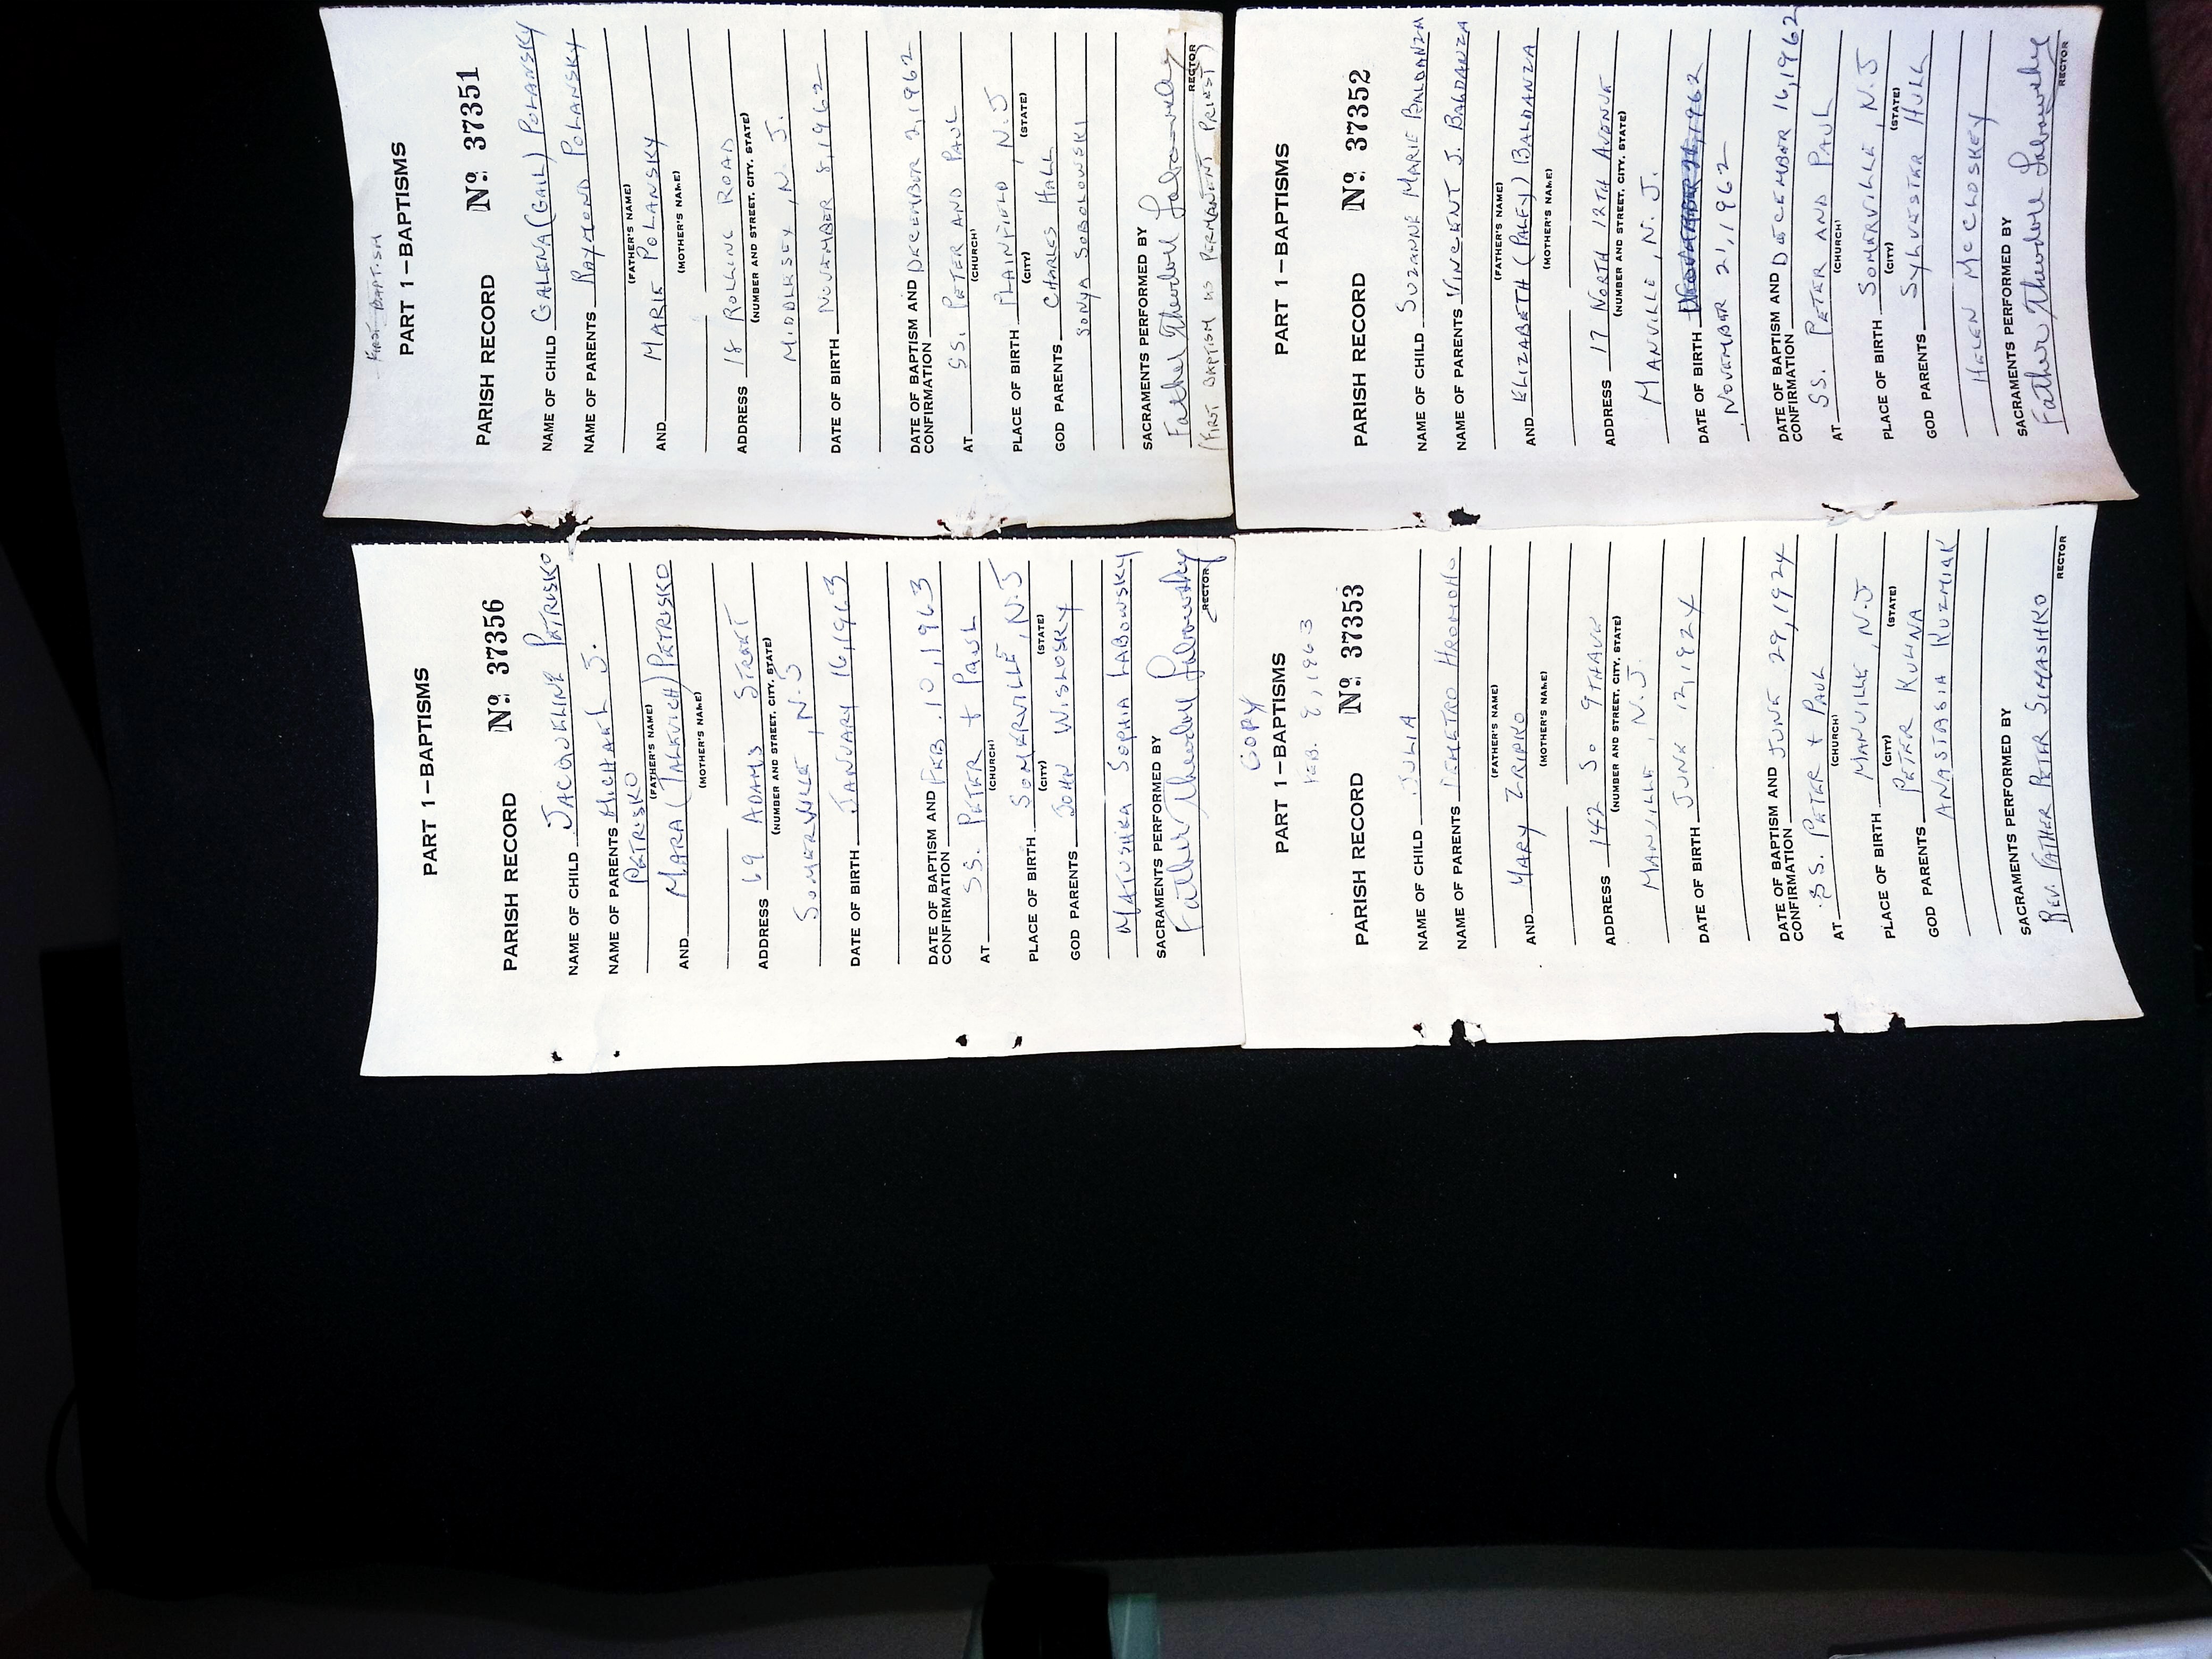 PART 1—BAPTISMS
PARISH RECORD Nº 37356
NAME OF CHILD JACQUELINE PETRISKO
NAME OF PARENTS MICHAEL J.
PETRISKO
(FATHER'S NAME)
AND MARA (TALEVICH) PETRISKO
(MOTHER'S NAME)
ADDRESS 69 ADAMS STREET
(NUMBER AND STREET, CITY, STATE)
SOMERVILLE, N.J
DATE OF BIRTH JANUARY 16, 1963
DATE OF BAPTISM AND CONFIRMATION FEB. 10, 1963
AT SS. PETER + PAUL
(CHURCH)
PLACE OF BIRTH SOMERVILLE, N.J
(CITY) (STATE)
GOD PARENTS JOHN WISLOSKY
MATUSHKA SOPHIA LABOWSKY
SACRAMENTS PERFORMED BY
Father Theodore Labowsky
RECTOR
FIRST BAPTISM
PART 1—BAPTISMS
PARISH RECORD Nº 37351
NAME OF CHILD GALENA (GAIL) POLANSKY
NAME OF PARENTS RAYMOND POLANSKY
(FATHER'S NAME)
AND MARIE POLANSKY
(MOTHER'S NAME)
ADDRESS 18 ROLLING ROAD
(NUMBER AND STREET, CITY, STATE)
MIDDLESEX, N. J.
DATE OF BIRTH NOVEMBER 8, 1962
DATE OF BAPTISM AND CONFIRMATION DECEMBER 2, 1962
AT SS. PETER AND PAUL
(CHURCH)
PLACE OF BIRTH PLAINFIELD, N.J
(CITY) (STATE)
GOD PARENTS CHARLES HALL
SONYA SOBOLOWSKI
SACRAMENTS PERFORMED BY
Father Theodore Labowsky
RECTOR
(FIRST BAPTISM AS PERMANENT PRIEST)
COPY
PART 1—BAPTISMS
FEB. 9, 1963
PARISH RECORD Nº 37353
NAME OF CHILD JULIA
NAME OF PARENTS DEMETRO HROMOHO
(FATHER'S NAME)
AND MARY ZRIPKO
(MOTHER'S NAME)
ADDRESS 142 So 9THAVE
(NUMBER AND STREET, CITY, STATE)
MANVILLE, N.J.
DATE OF BIRTH JUNE 12, 1924
DATE OF BAPTISM AND CONFIRMATION JUNE 29, 1924
AT SS. PETER + PAUL
(CHURCH)
PLACE OF BIRTH MANVILLE, N.J
(CITY) (STATE)
GOD PARENTS PETER KULINA
ANASTASIA KUZMIAK
SACRAMENTS PERFORMED BY
REV. FATHER PETER SIMASHKO
RECTOR
PART 1—BAPTISMS
PARISH RECORD Nº 37352
NAME OF CHILD SUZANNE MARIE BALDANZA
NAME OF PARENTS VINCENT J. BALDANZA
(FATHER'S NAME)
AND ELIZABETH (PALEY) BALDANZA
(MOTHER'S NAME)
ADDRESS 17 NORTH 12TH AVENUE
(NUMBER AND STREET, CITY, STATE)
MANVILLE, N. J.
DATE OF BIRTH NOVEMBER 21, 1962
NOVEMBER 21, 1962
DATE OF BAPTISM AND CONFIRMATION DECEMBER 16, 1962
AT SS. PETER AND PAUL
(CHURCH)
PLACE OF BIRTH SOMERVILLE, N.J
(CITY) (STATE)
GOD PARENTS SYLVESTER HULL
HELEN McCLOSKEY
SACRAMENTS PERFORMED BY
Father Theodore Labowsky
RECTOR